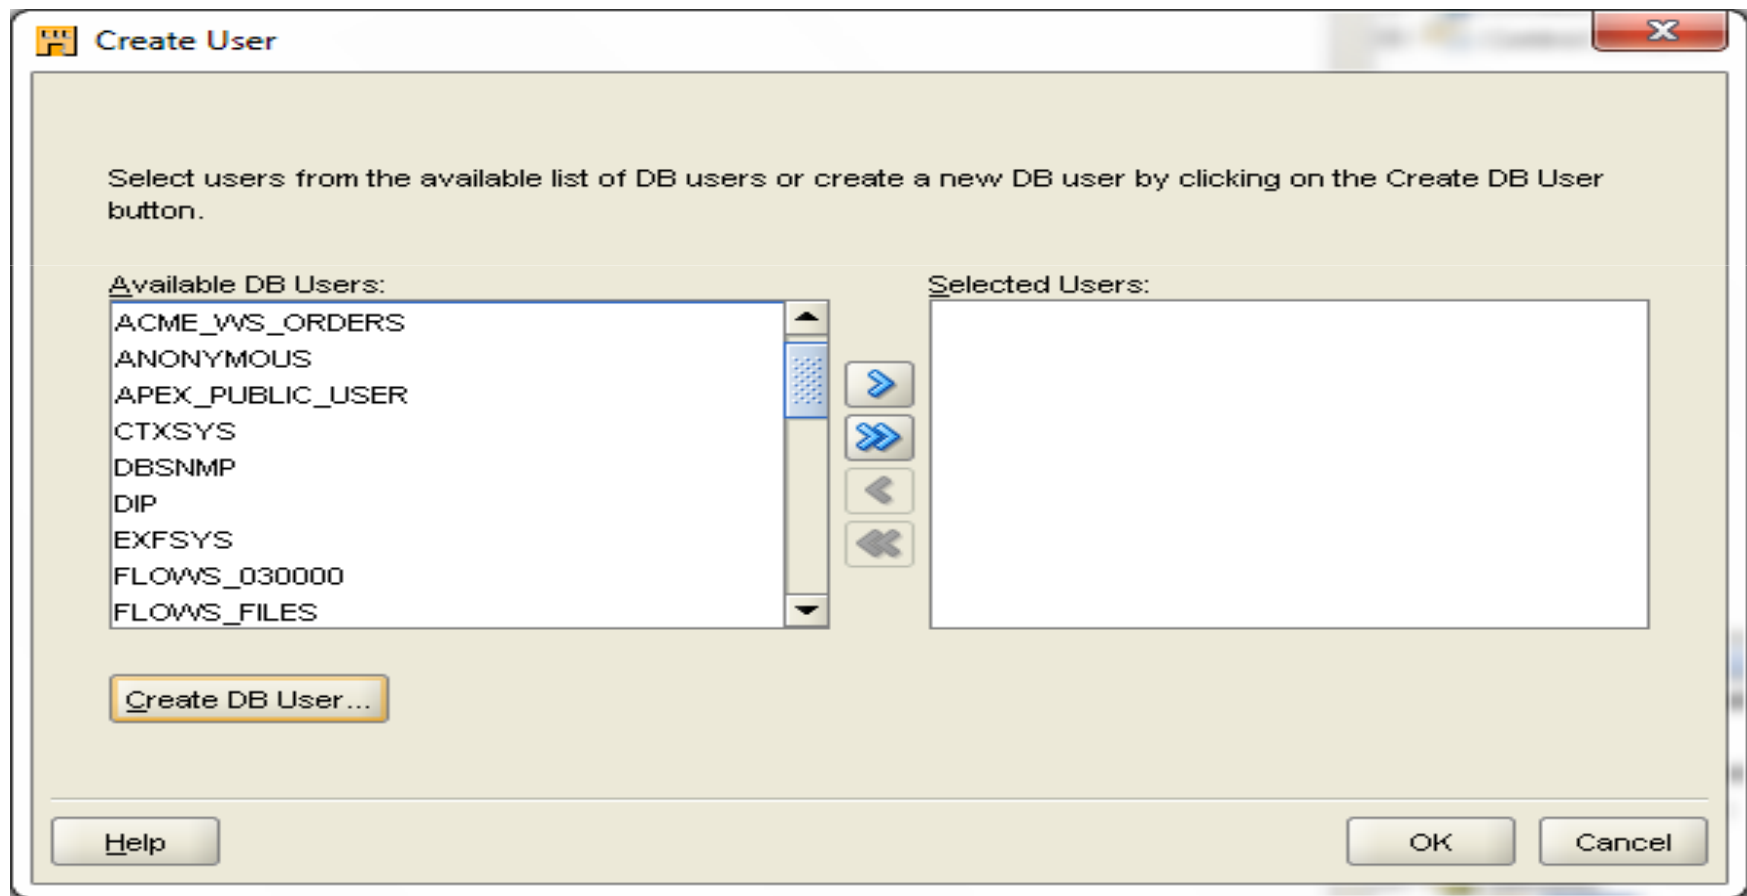 Create User
Select users from the available list of DB users or create a new DB user by clicking on the Create DB User
button.
Available DB Users:
Selected Users:
ACME_WS_ORDERS
ANONYMOUS
APEX_PUBLIC_USER
CTXSYS
DBSNMP
DIP
EXFSYS
FLOWS_030000
FLOWS_FILES
Create DB User...
Help
OK
Cancel